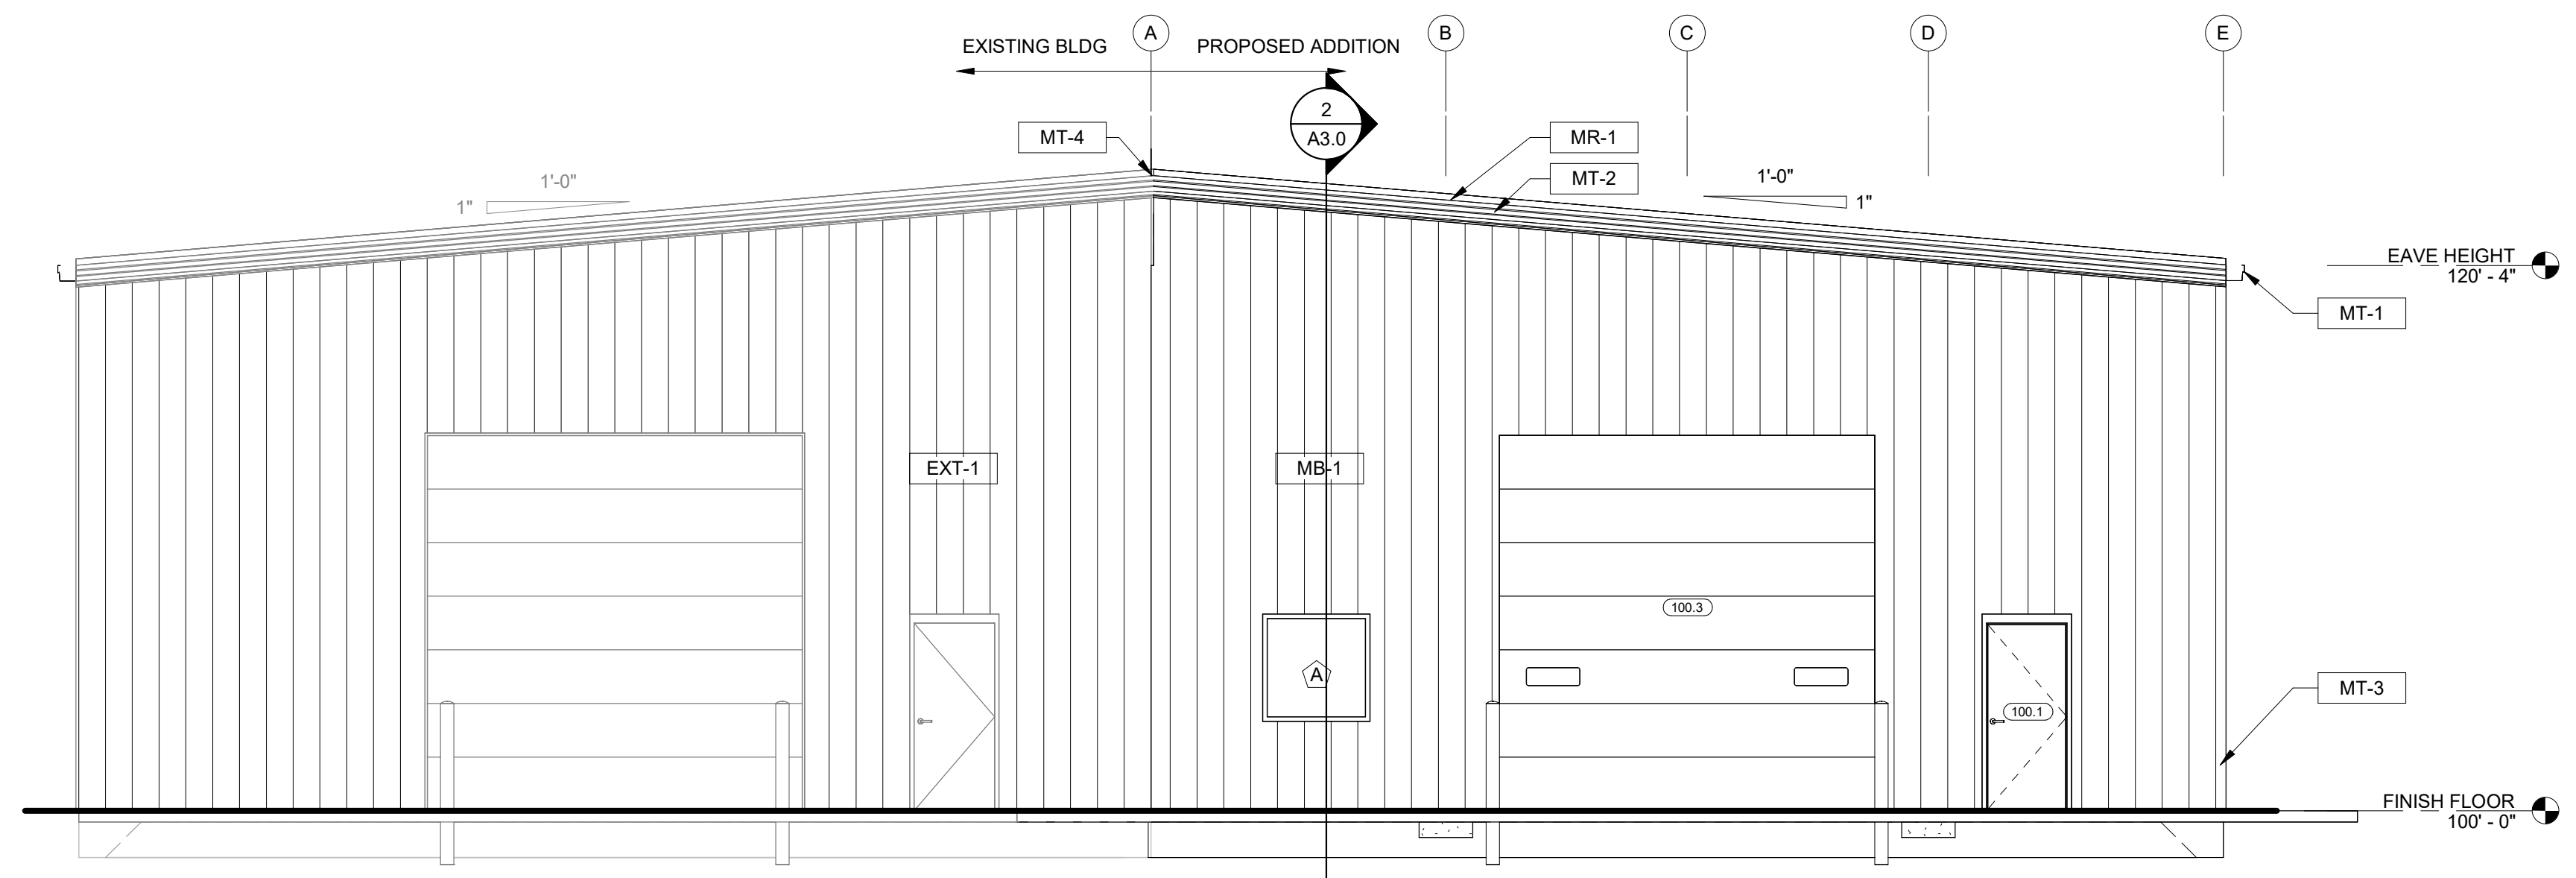 A
B
C
D
E
EXISTING BLDG
PROPOSED ADDITION
2
A3.0
MT-4
MR-1
MT-2
1'-0"
1"
1'-0"
1"
EAVE HEIGHT
120' - 4"
MT-1
EXT-1
MB-1
100.3
A
100.1
MT-3
FINISH FLOOR
100' - 0"